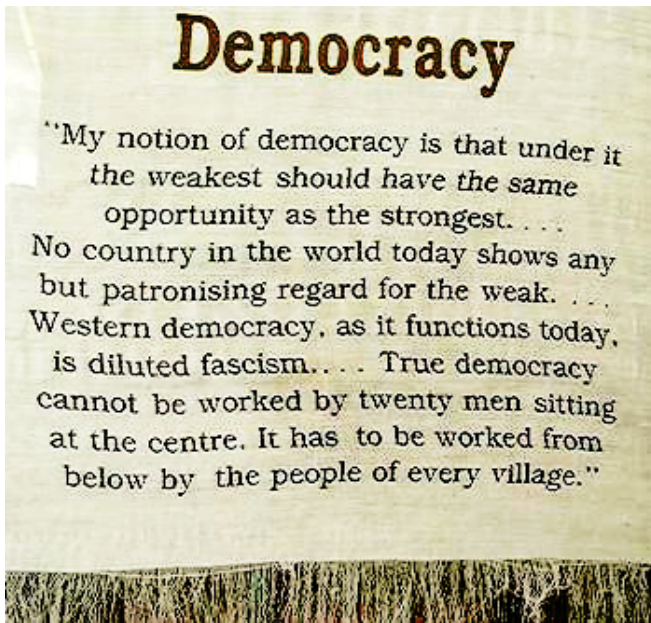 Democracy
“My notion of democracy is that under it
the weakest should have the same
opportunity as the strongest. . . .
No country in the world today shows any
but patronising regard for the weak. . . .
Western democracy, as it functions today,
is diluted fascism. . . . True democracy
cannot be worked by twenty men sitting
at the centre. It has to be worked from
below by the people of every village.”